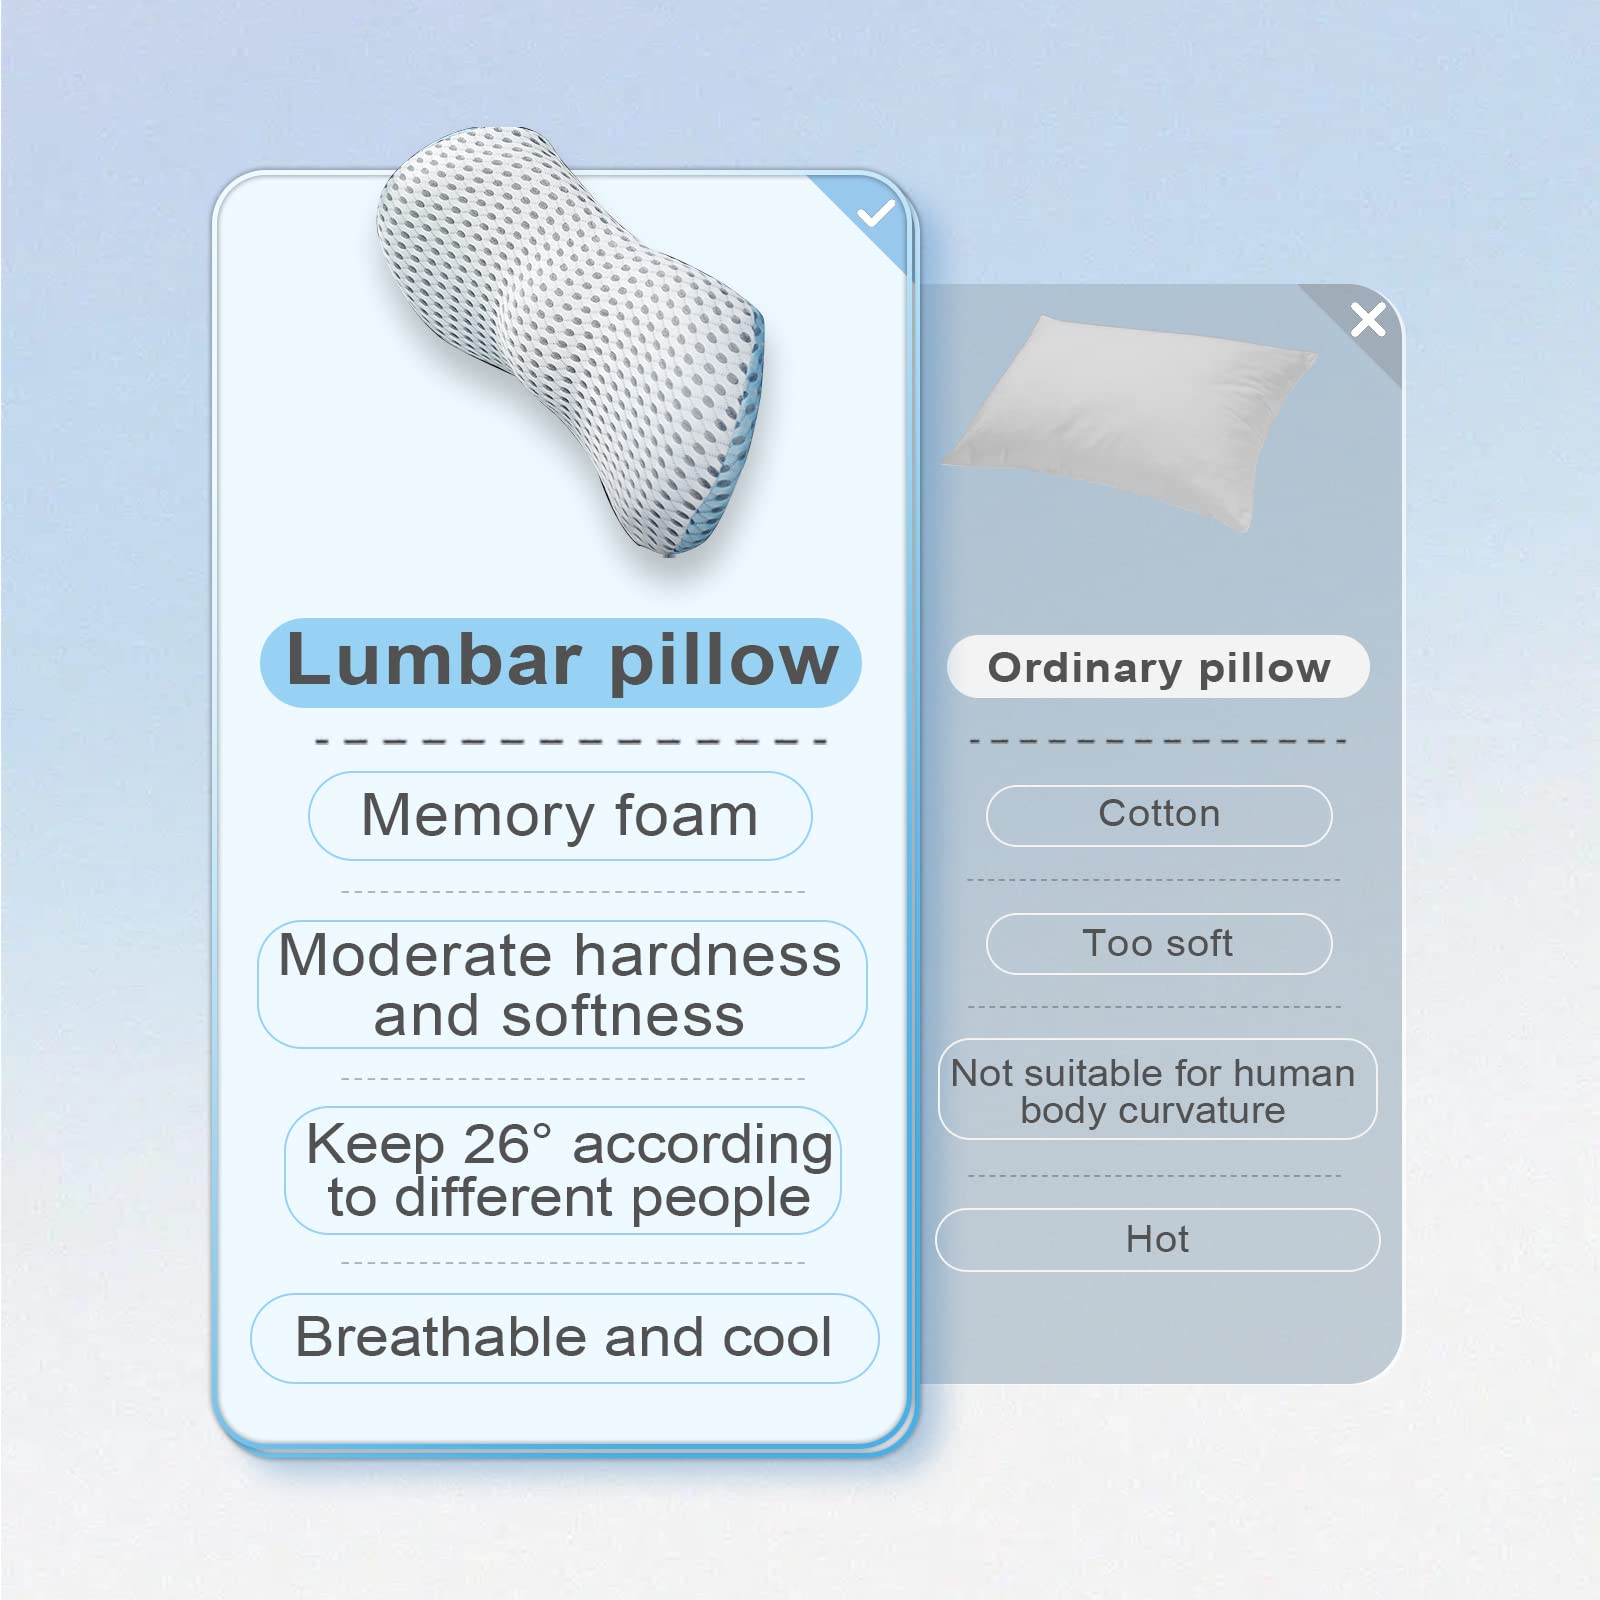 Lumbar pillow
Memory foam
Moderate hardness
and softness
Keep 26° according
to different people
Breathable and cool
Ordinary pillow
Cotton
Too soft
Not suitable for human
body curvature
Hot